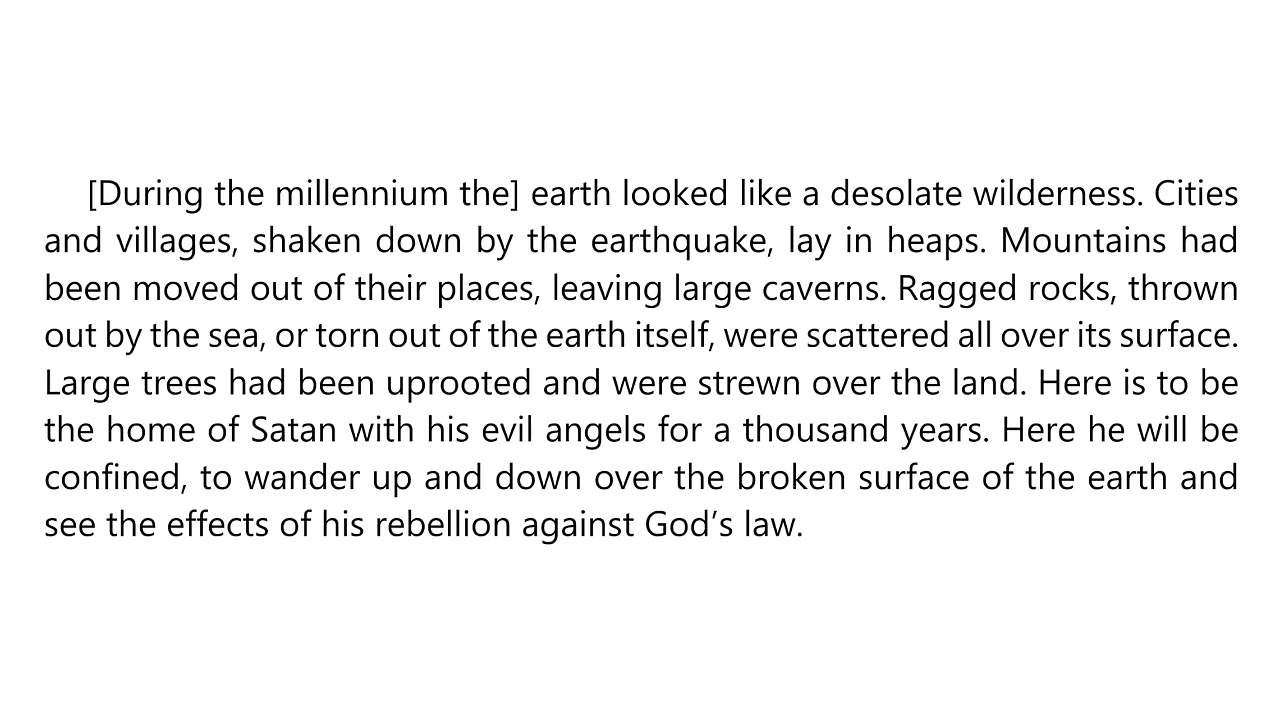 [During the millennium the] earth looked like a desolate wilderness. Cities
and villages, shaken down by the earthquake, lay in heaps. Mountains had
been moved out of their places, leaving large caverns. Ragged rocks, thrown
out by the sea, or torn out of the earth itself, were scattered all over its surface.
Large trees had been uprooted and were strewn over the land. Here is to be
the home of Satan with his evil angels for a thousand years. Here he will be
confined, to wander up and down over the broken surface of the earth and
see the effects of his rebellion against God’s law.